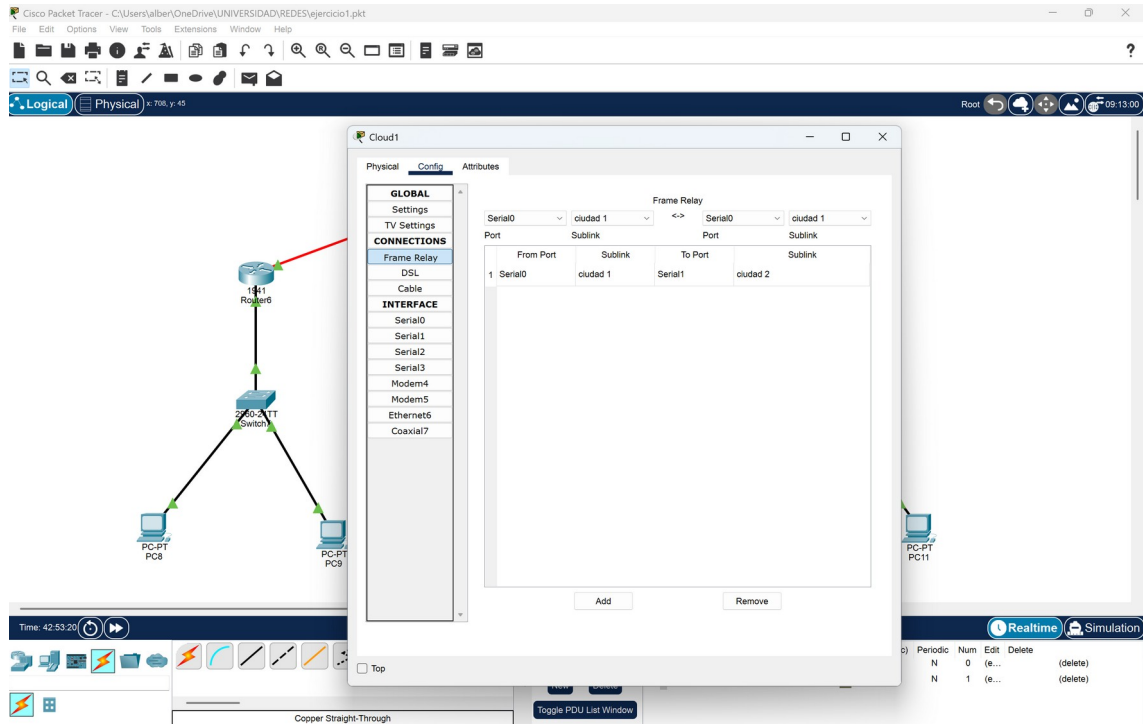 Cisco Packet Tracer - C:\Users\alber\OneDrive\UNIVERSIDAD\REDES\ejercicio1.pkt
File Edit Options View Tools Extensions Window Help
?
Logical Physical x: 708, y: 45 Root 09:13:00
Cloud1
Physical Config Attributes
GLOBAL
Settings
TV Settings
CONNECTIONS
Frame Relay
DSL
Cable
INTERFACE
Serial0
Serial1
Serial2
Serial3
Modem4
Modem5
Ethernet6
Coaxial7
Frame Relay
Serial0 ciudad 1 <-> Serial0 ciudad 1
Port Sublink Port Sublink
From Port Sublink To Port Sublink
1 Serial0 ciudad 1 Serial1 ciudad 2
Add Remove
Top
1941
Router6
2960-24TT
Switch
PC-PT
PC8
PC-PT
PC9
PC-PT
PC11
Time: 42:53:20 Realtime Simulation
c) Periodic Num Edit Delete
N 0 (e... (delete)
N 1 (e... (delete)
New Delete
Toggle PDU List Window
Copper Straight-Through